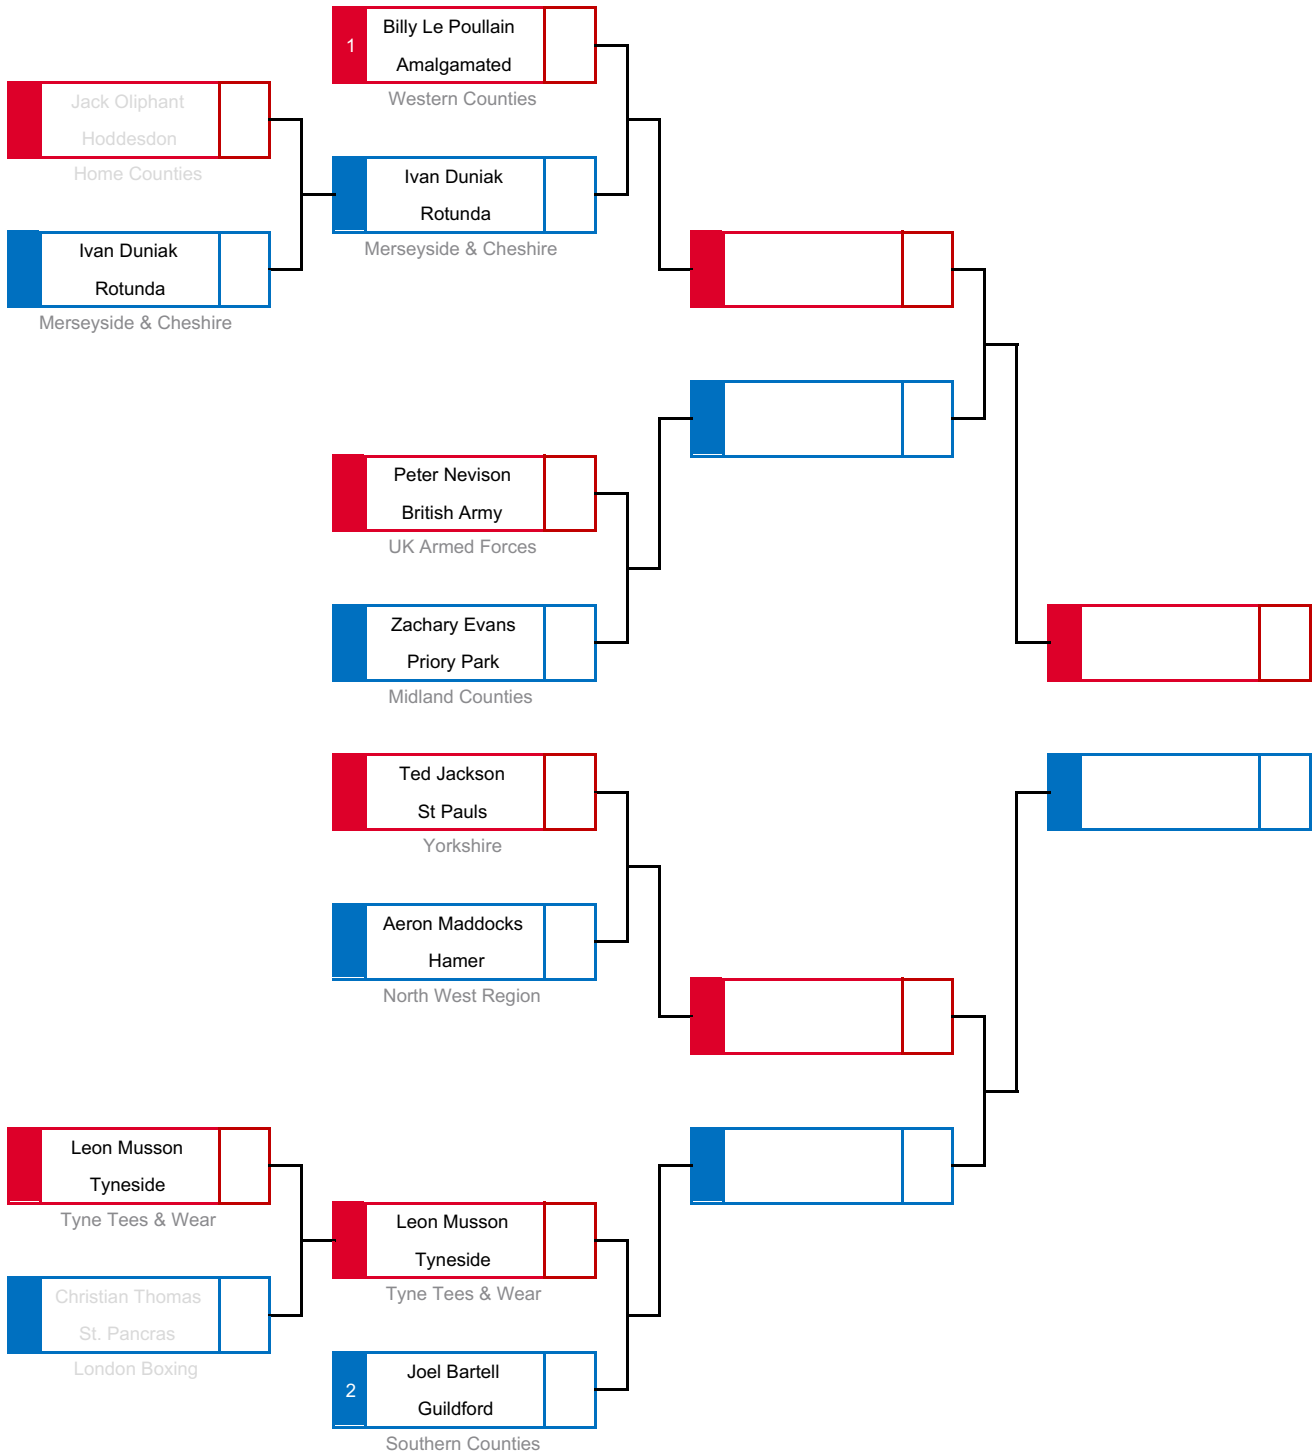 1
Billy Le Poullain
Amalgamated
Western Counties
Jack Oliphant
Hoddesdon
Home Counties
Ivan Duniak
Rotunda
Merseyside & Cheshire
Ivan Duniak
Rotunda
Merseyside & Cheshire
Peter Nevison
British Army
UK Armed Forces
Zachary Evans
Priory Park
Midland Counties
Ted Jackson
St Pauls
Yorkshire
Aeron Maddocks
Hamer
North West Region
Leon Musson
Tyneside
Tyne Tees & Wear
Leon Musson
Tyneside
Tyne Tees & Wear
Christian Thomas
St. Pancras
London Boxing
2
Joel Bartell
Guildford
Southern Counties